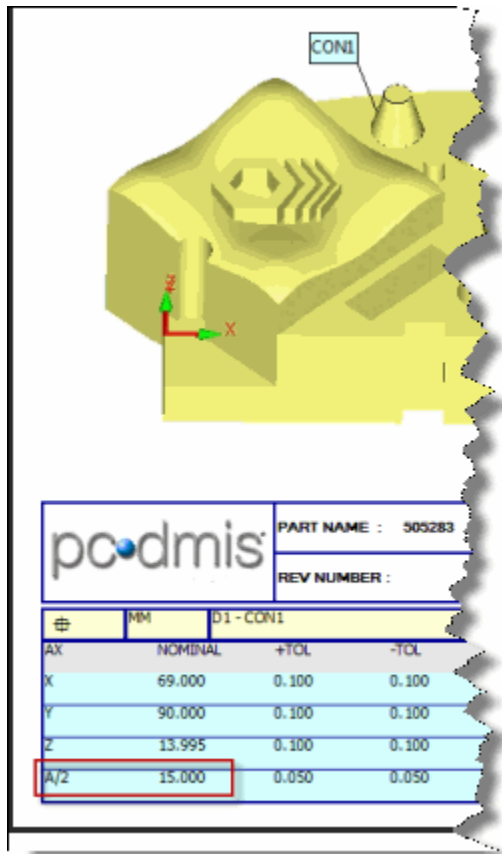 CON1
X
pc-dmis
PART NAME : 505283
REV NUMBER :
MM D1 - CON1
AX NOMINAL +TOL -TOL
X 69.000 0.100 0.100
Y 90.000 0.100 0.100
Z 13.995 0.100 0.100
A/2 15.000 0.050 0.050